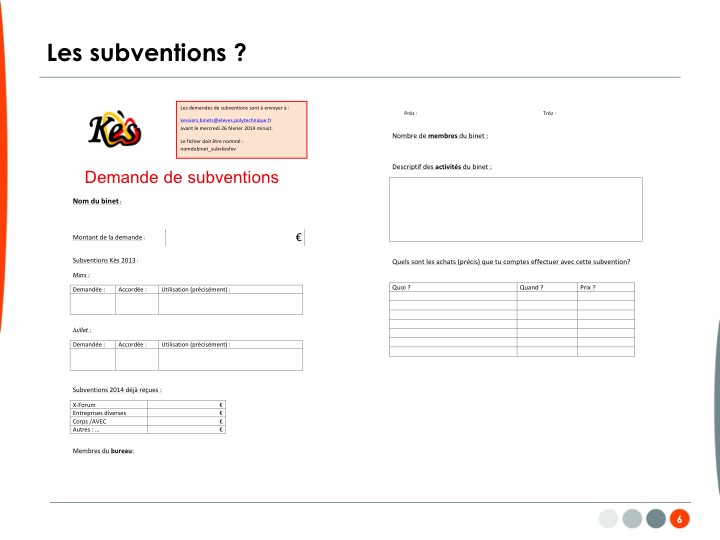 Les subventions ?
Kès
Les demandes de subventions sont à envoyer à :
kessiers.binets@eleves.polytechnique.fr
avant le mercredi 26 février 2014 minuit.
Le fichier doit être nommé :
nomdubinet_subvkesfev
Demande de subventions
Nom du binet :
Montant de la demande : €
Subventions Kès 2013 :
Mars :
Demandée : Accordée : Utilisation (précisément) :
Juillet :
Demandée : Accordée : Utilisation (précisément) :
Subventions 2014 déjà reçues :
X-Forum €
Entreprises diverses €
Corps /AVEC €
Autres : ... €
Membres du bureau:
Préz : Tréz :
Nombre de membres du binet :
Descriptif des activités du binet :
Quels sont les achats (précis) que tu comptes effectuer avec cette subvention?
Quoi ? Quand ? Prix ?
6